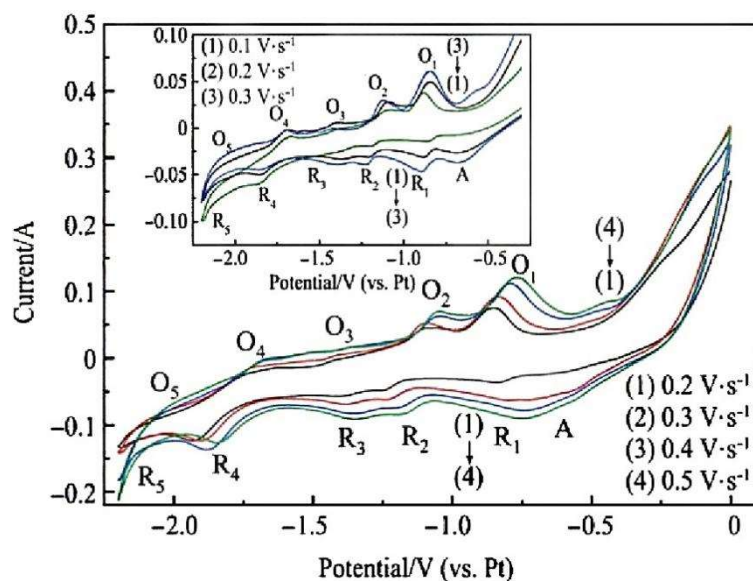 0.5
0.4
0.3
0.2
0.1
0
−0.1
−0.2
Current/A
0.10
0.05
0
−0.05
−0.10
(1) 0.1 V·s⁻¹
(2) 0.2 V·s⁻¹
(3) 0.3 V·s⁻¹
(3)
(1)
O₁
O₂
O₃
O₄
O₅
R₅
R₄
R₃
R₂
(1)
R₁
A
(3)
−2.0
−1.5
−1.0
−0.5
Potential/V (vs. Pt)
(4)
(1)
O₁
O₂
O₃
O₄
O₅
(1) 0.2 V·s⁻¹
(2) 0.3 V·s⁻¹
(3) 0.4 V·s⁻¹
(4) 0.5 V·s⁻¹
R₅
R₄
R₃
R₂
(1)
(4)
R₁
A
−2.0
−1.5
−1.0
−0.5
0
Potential/V (vs. Pt)